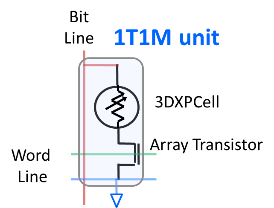 Bit
Line
1T1M unit
3DXPCell
Array Transistor
Word
Line